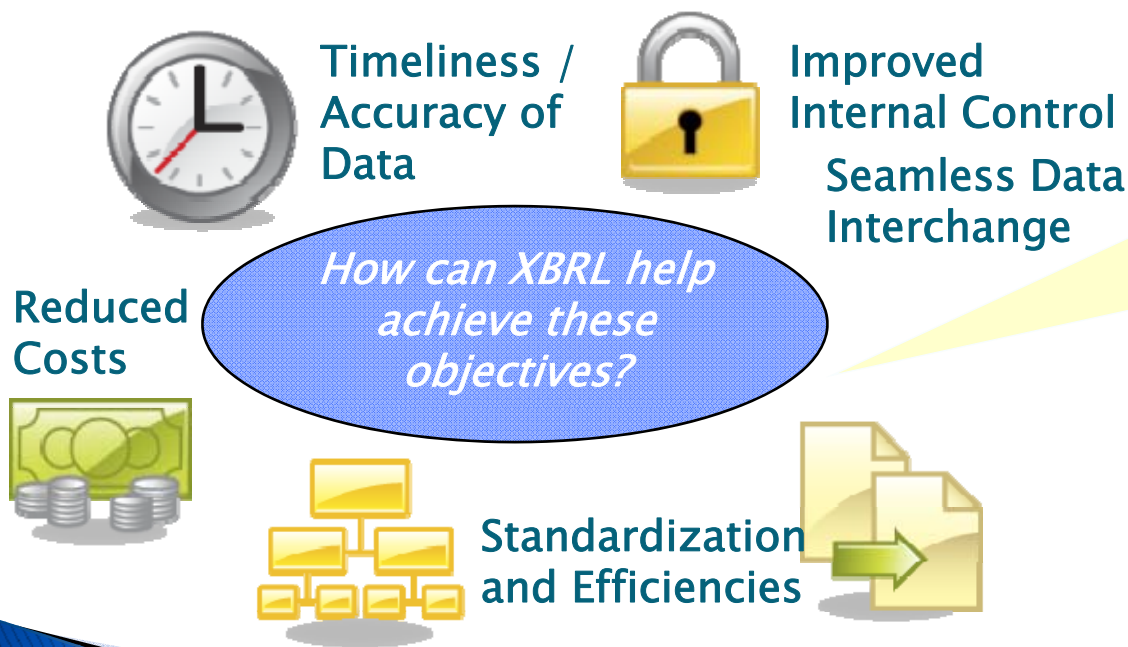 Timeliness /
Accuracy of
Data
Improved
Internal Control
Seamless Data
Interchange
How can XBRL help
achieve these
objectives?
Reduced
Costs
Standardization
and Efficiencies